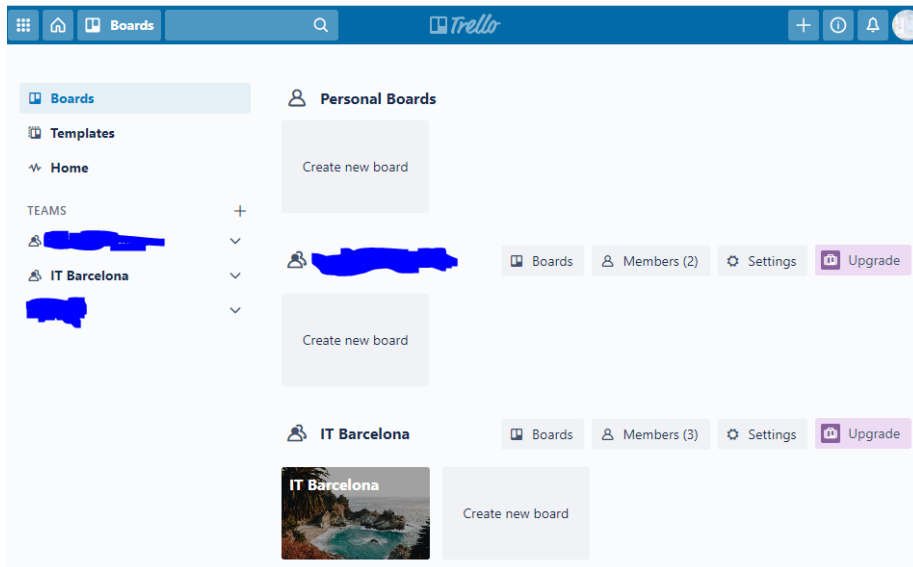 Boards
Trello
Boards
Templates
Home
TEAMS
IT Barcelona
Personal Boards
Create new board
Boards
Members (2)
Settings
Upgrade
Create new board
IT Barcelona
Boards
Members (3)
Settings
Upgrade
IT Barcelona
Create new board